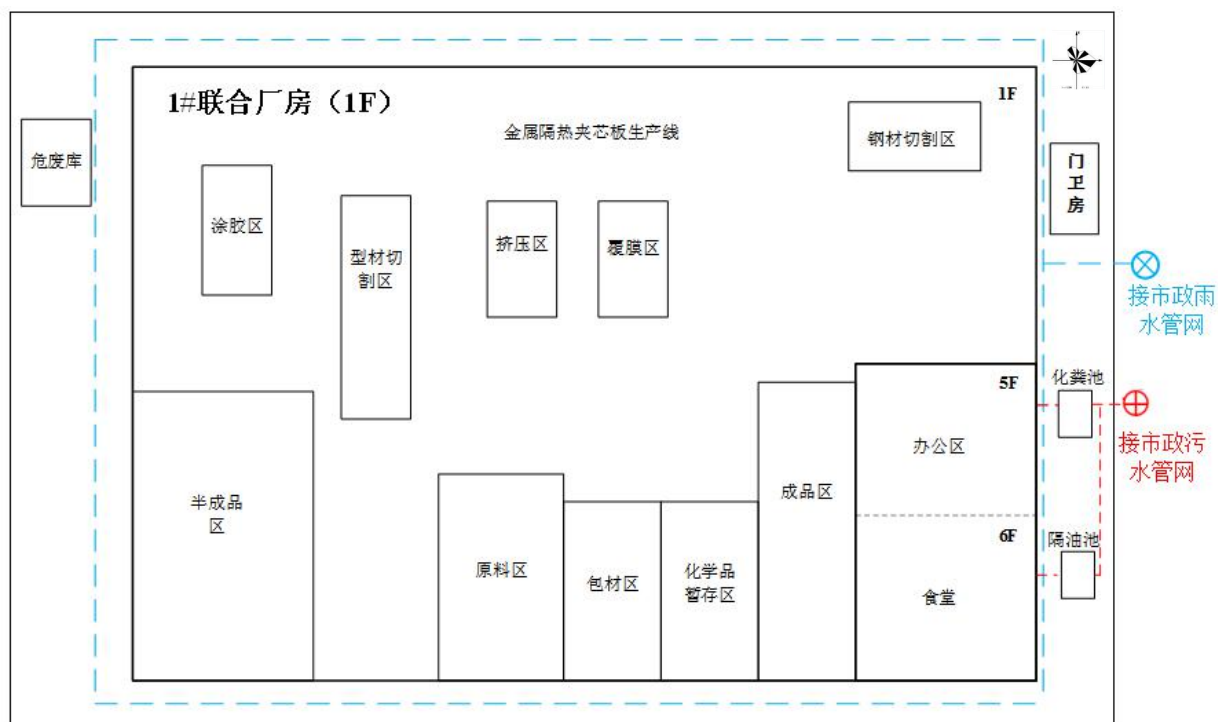 1#联合厂房（1F）
1F
金属隔热夹芯板生产线
钢材切割区
危废库
门
卫
房
涂胶区
型材切
割区
挤压区
覆膜区
接市政雨
水管网
化粪池
5F
办公区
接市政污
水管网
半成品
区
成品区
原料区
包材区
化学品
暂存区
6F
食堂
隔油池